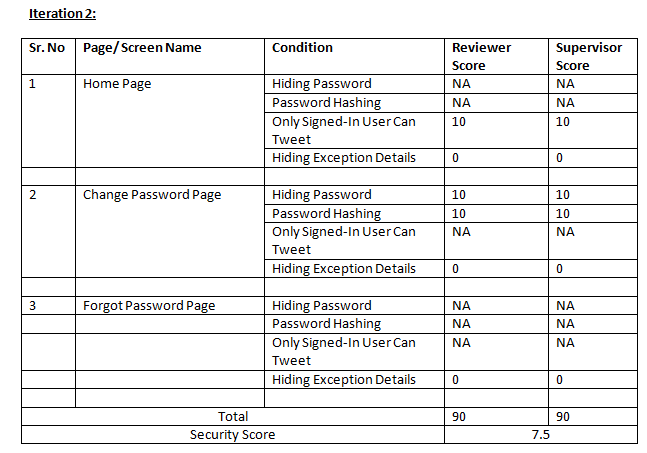 Iteration 2:
Sr. No Page/Screen Name Condition Reviewer Score Supervisor Score
1 Home Page Hiding Password NA NA
Password Hashing NA NA
Only Signed-In User Can Tweet 10 10
Hiding Exception Details 0 0
2 Change Password Page Hiding Password 10 10
Password Hashing 10 10
Only Signed-In User Can Tweet NA NA
Hiding Exception Details 0 0
3 Forgot Password Page Hiding Password NA NA
Password Hashing NA NA
Only Signed-In User Can Tweet NA NA
Hiding Exception Details 0 0
Total 90 90
Security Score 7.5